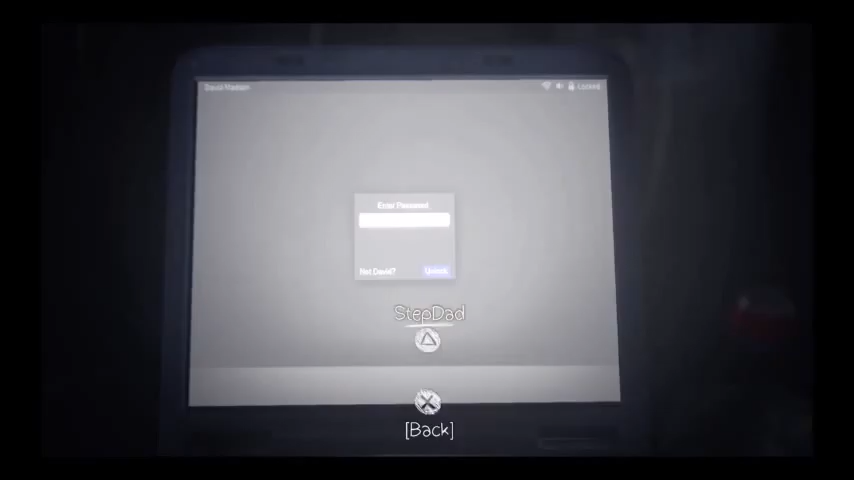 David Madsen
Locked
Enter Password
Not David?
Unlock
StepDad
[Back]